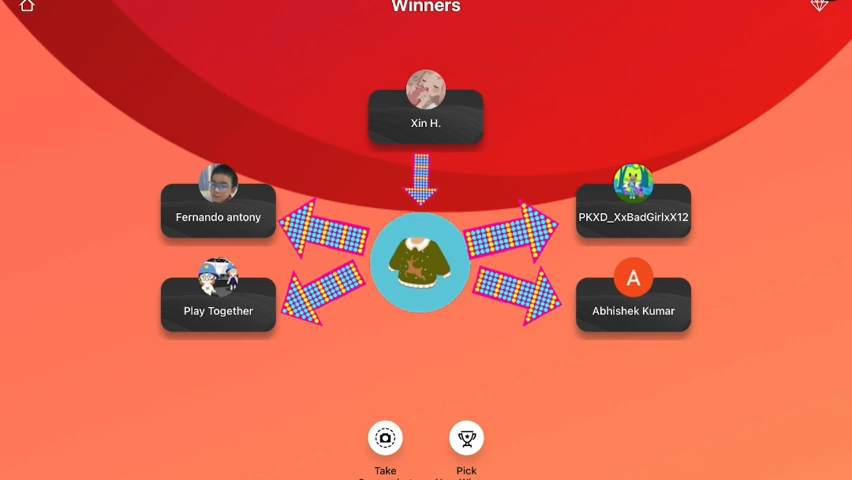 Winners
Xin H.
Fernando antony
PKXD_XxBadGirlxX12
Play Together
A
Abhishek Kumar
Take
Pick